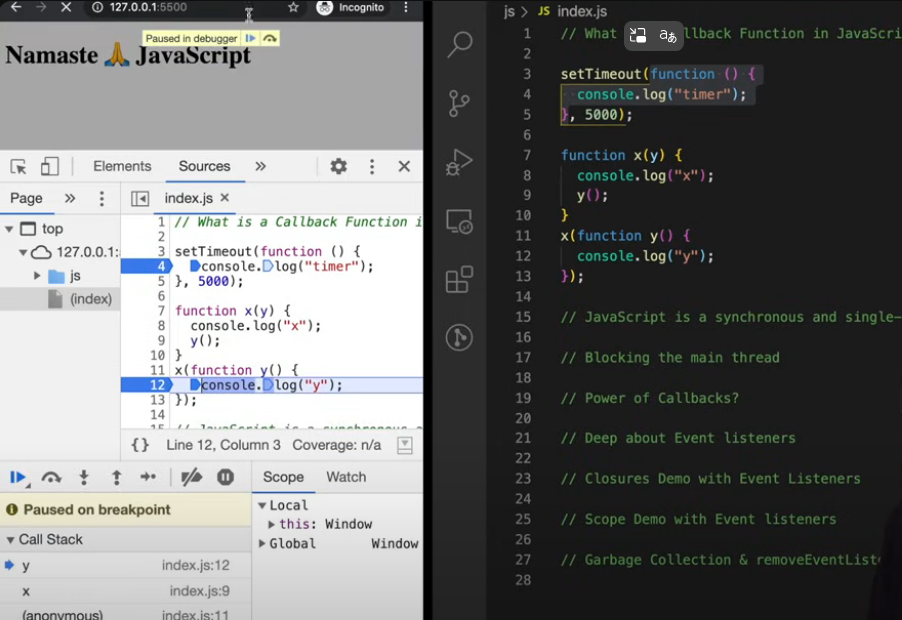 127.0.0.1:5500
Incognito
Paused in debugger
Namaste 🙏 JavaScript
Elements
Sources
Page
index.js
top
127.0.0.1:
js
(index)
1 // What is a Callback Function i
2
3 setTimeout(function () {
4 console.log("timer");
5 }, 5000);
6
7 function x(y) {
8 console.log("x");
9 y();
10 }
11 x(function y() {
12 console.log("y");
13 });
14
15 // JavaScript is a synchronous a
{} Line 12, Column 3 Coverage: n/a
Scope
Watch
Paused on breakpoint
Call Stack
y index.js:12
x index.js:9
(anonymous) index.js:11
Local
this: Window
Global Window
js > JS index.js
1 // What llback Function in JavaScri
2
3 setTimeout(function () {
4 console.log("timer");
5 }, 5000);
6
7 function x(y) {
8 console.log("x");
9 y();
10 }
11 x(function y() {
12 console.log("y");
13 });
14
15 // JavaScript is a synchronous and single-
16
17 // Blocking the main thread
18
19 // Power of Callbacks?
20
21 // Deep about Event listeners
22
23 // Closures Demo with Event Listeners
24
25 // Scope Demo with Event listeners
26
27 // Garbage Collection & removeEventListe
28